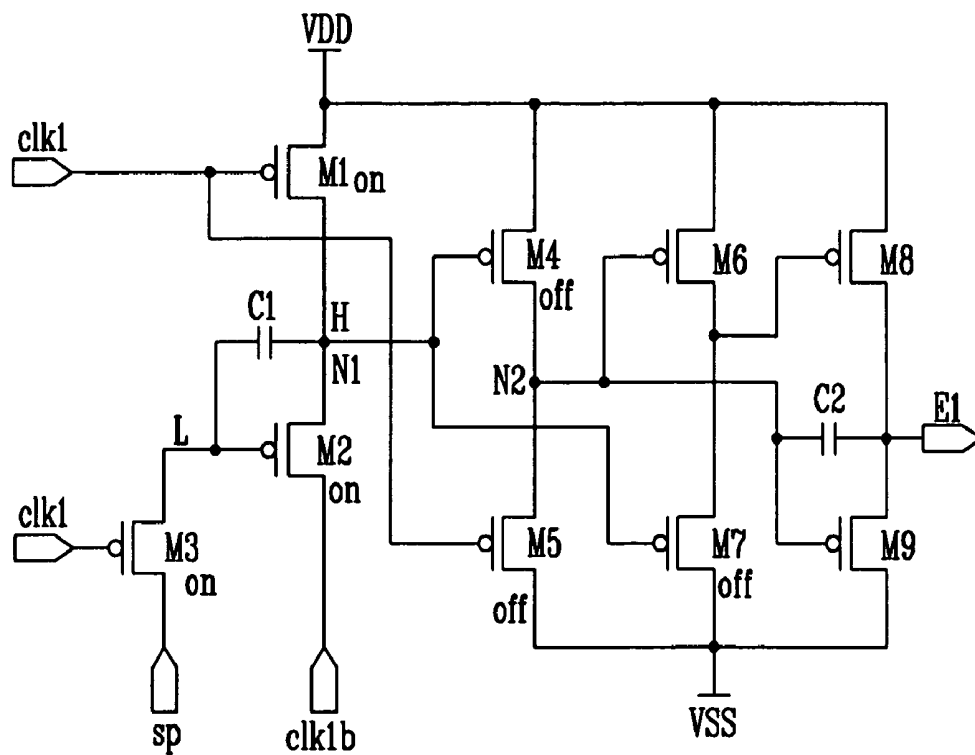 VDD
clk1
M1 on
M4
off
M6
M8
C1
H
N1
N2
C2
E1
L
M2
on
clk1
M3
on
M5
off
M7
off
M9
sp
clk1b
VSS